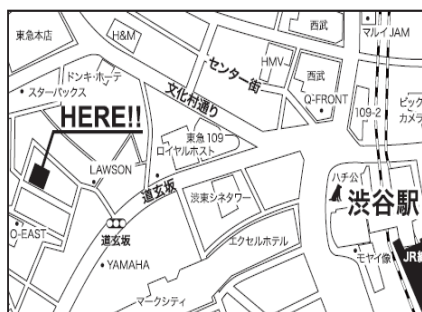 東急本店
H&M
西武
マルイJAM
ドンキ・ホーテ
スターバックス
センター街
HMV
西武
文化村通り
Q-FRONT
109-2
ビック
カメラ
HERE!!
東急109
ロイヤルホスト
LAWSON
道玄坂
渋東シネタワー
ハチ公
渋谷駅
O-EAST
道玄坂
エクセルホテル
YAMAHA
モヤイ像
JR
マークシティ